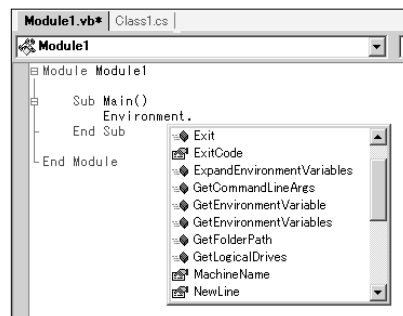 Module1.vb* Class1.cs
Module1
Module Module1
Sub Main()
Environment.
End Sub
End Module
Exit
ExitCode
ExpandEnvironmentVariables
GetCommandLineArgs
GetEnvironmentVariable
GetEnvironmentVariables
GetFolderPath
GetLogicalDrives
MachineName
NewLine